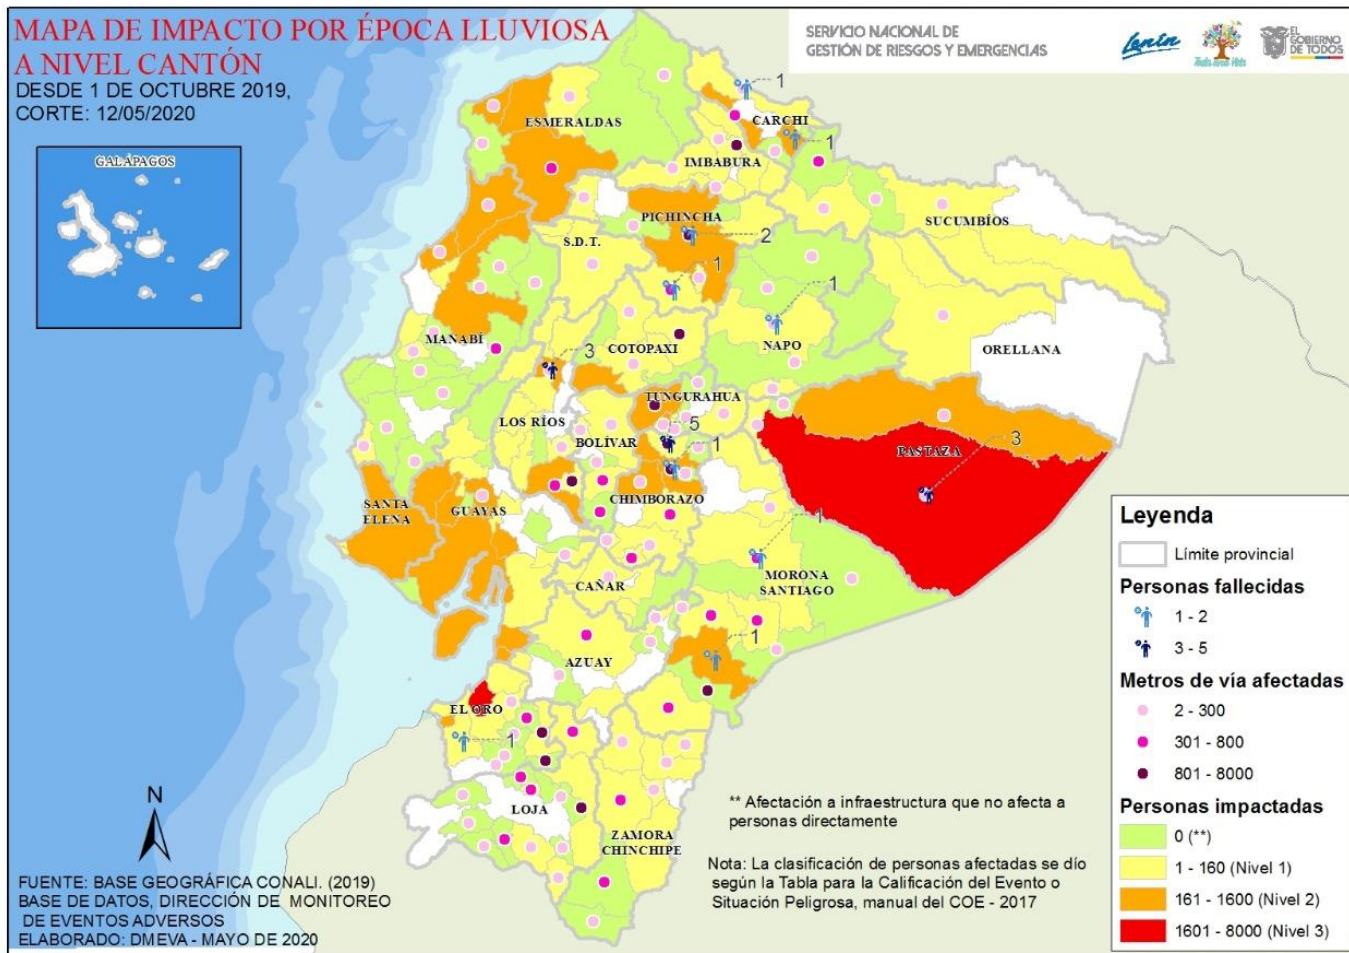 MAPA DE IMPACTO POR ÉPOCA LLUVIOSA
A NIVEL CANTÓN
DESDE 1 DE OCTUBRE 2019,
CORTE: 12/05/2020
SERVICIO NACIONAL DE
GESTIÓN DE RIESGOS Y EMERGENCIAS
Lenin
Toda una Vida
EL
GOBIERNO
DE TODOS
GALÁPAGOS
ESMERALDAS
1
CARCHI
1
IMBABURA
SUCUMBÍOS
PICHINCHA
2
S.D.T.
1
1
MANABÍ
COTOPAXI
NAPO
ORELLANA
3
TUNGURAHUA
LOS RÍOS
BOLÍVAR
5
1
PASTAZA
3
SANTA
ELENA
GUAYAS
CHIMBORAZO
1
CAÑAR
MORONA
SANTIAGO
1
AZUAY
EL ORO
1
LOJA
ZAMORA
CHINCHIPE
N
** Afectación a infraestructura que no afecta a
personas directamente
Nota: La clasificación de personas afectadas se dío
según la Tabla para la Calificación del Evento o
Situación Peligrosa, manual del COE - 2017
FUENTE: BASE GEOGRÁFICA CONALI. (2019)
BASE DE DATOS, DIRECCIÓN DE MONITOREO
DE EVENTOS ADVERSOS
ELABORADO: DMEVA - MAYO DE 2020
Leyenda
Límite provincial
Personas fallecidas
1 - 2
3 - 5
Metros de vía afectadas
2 - 300
301 - 800
801 - 8000
Personas impactadas
0 (**)
1 - 160 (Nivel 1)
161 - 1600 (Nivel 2)
1601 - 8000 (Nivel 3)